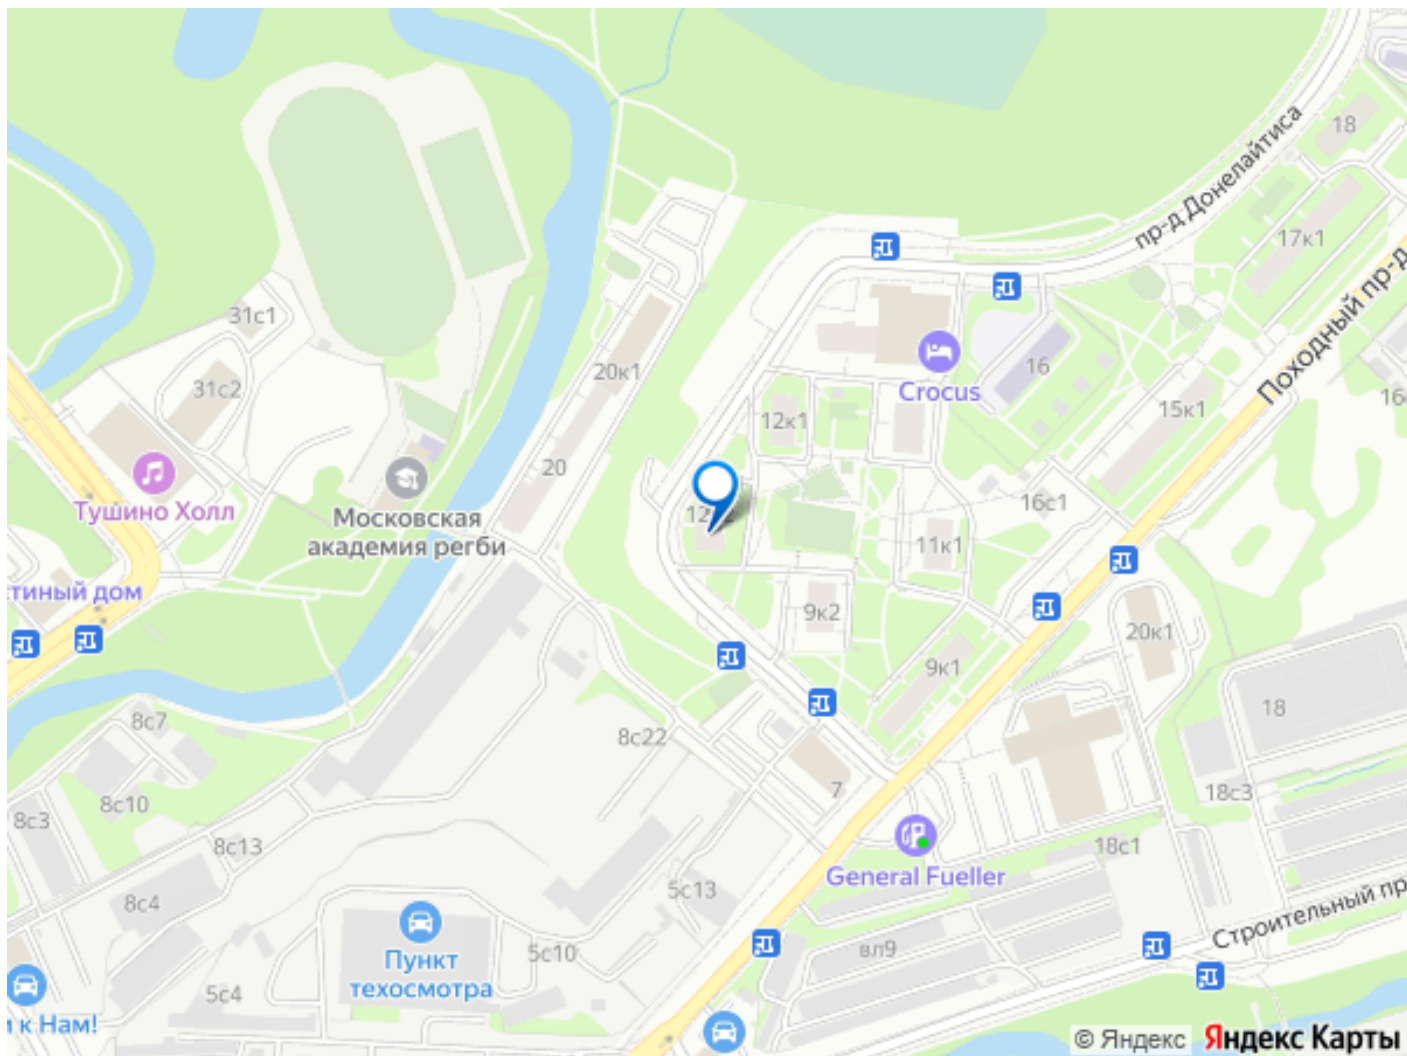 18
пр-д Донелайтиса
17к1
Походный пр-д
31с1
31с2
20к1
16
Crocus
15к1
12к1
20
Тушино Холл
Московская
академия регби
16с1
11к1
тиный дом
9к2
20к1
9к1
8с7
8с22
18
7
8с10
8с3
18с3
8с13
18с1
General Fueller
5с13
8с4
Строительный пр
вл9
5с10
Пункт
техосмотра
5с4
к Нам!
© Яндекс Яндекс Карты